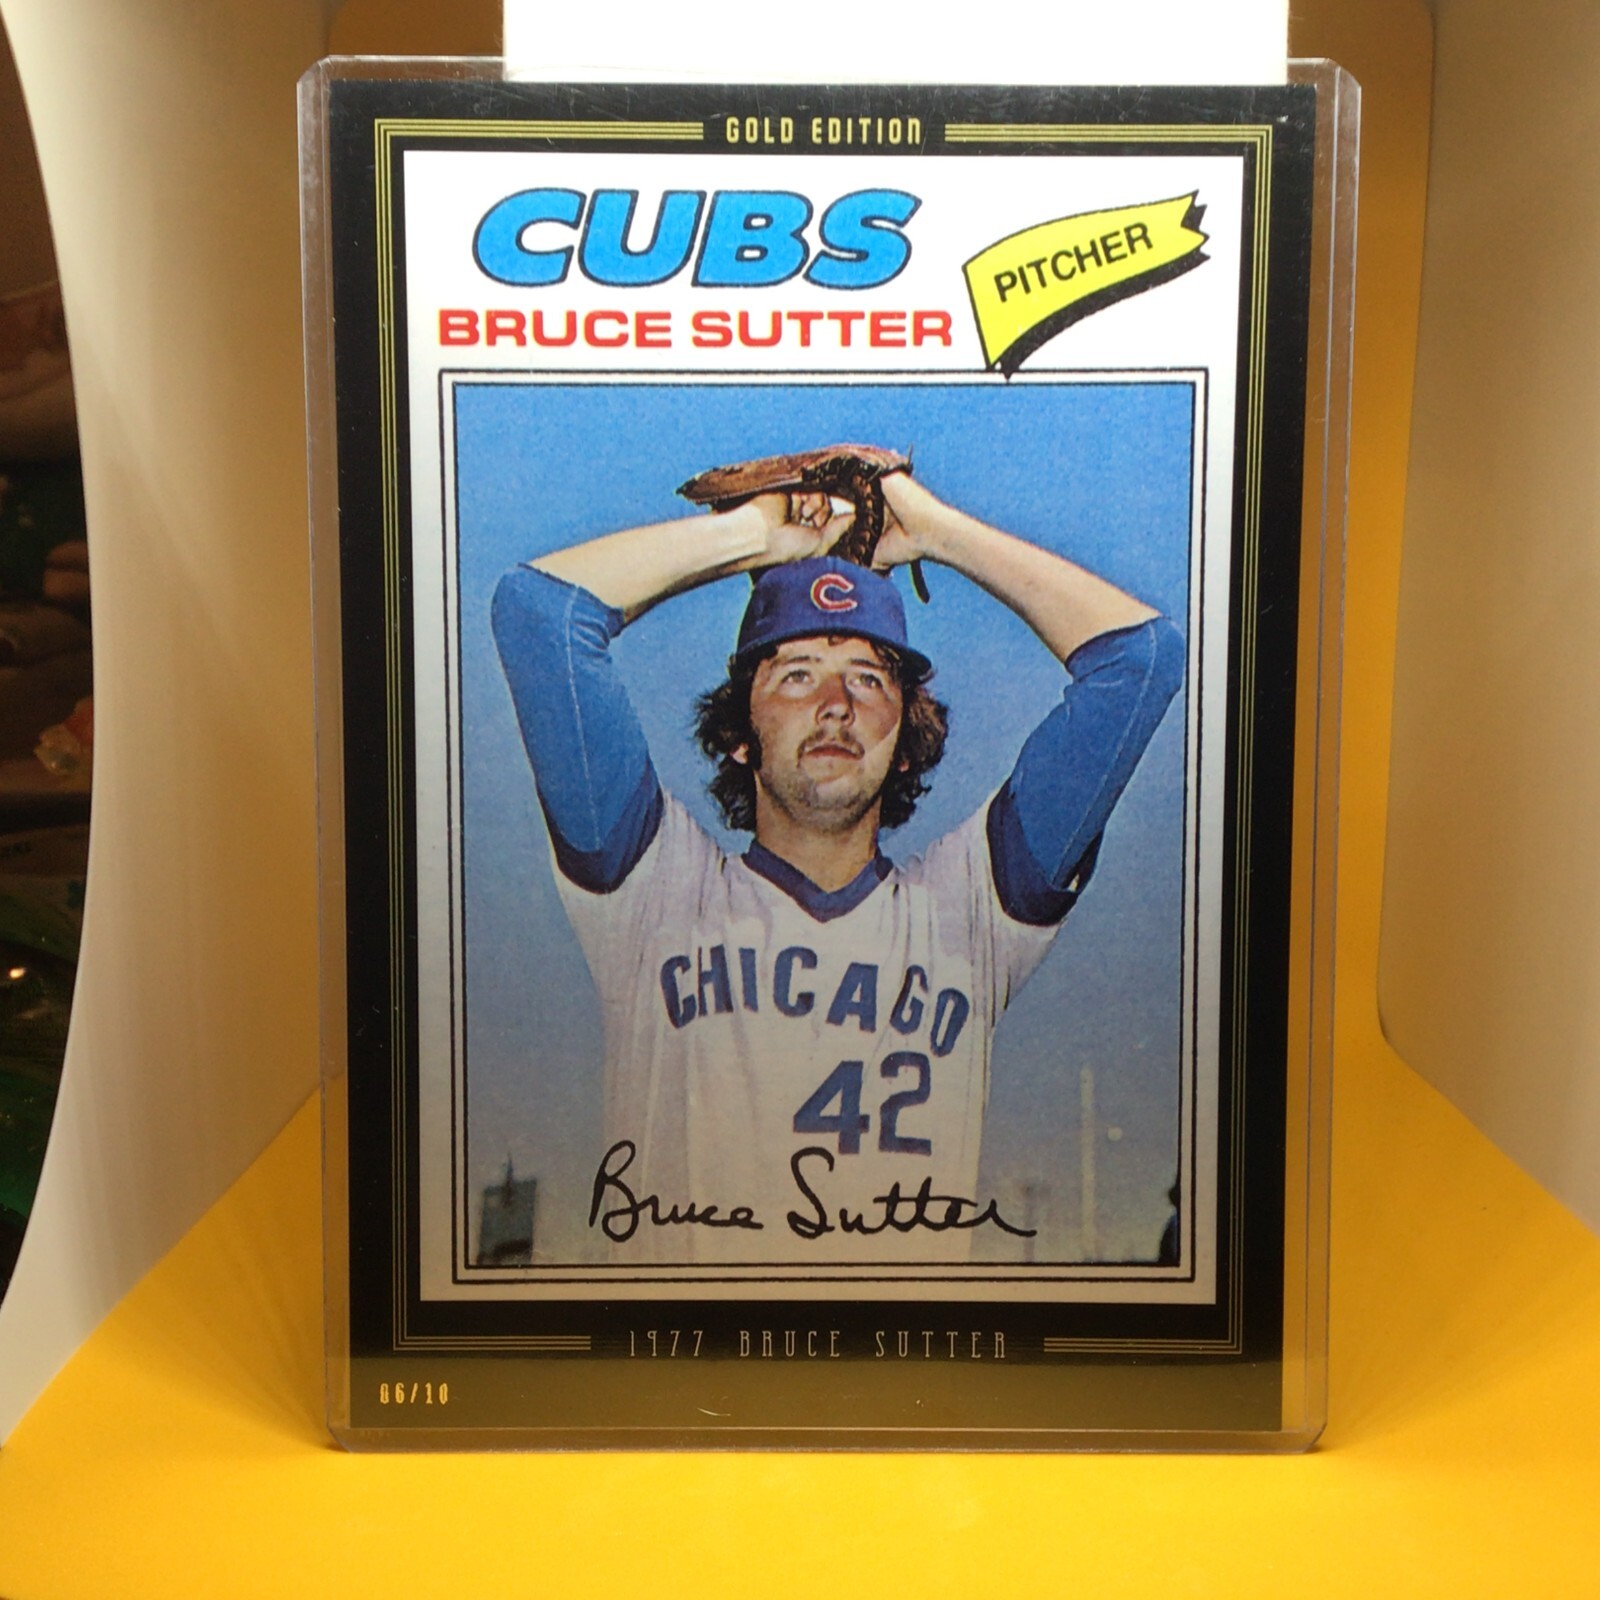 GOLD EDITION
CUBS
PITCHER
BRUCE SUTTER
C
CHICAGO
42
Bruce Sutter
1977 BRUCE SUTTER
06/10